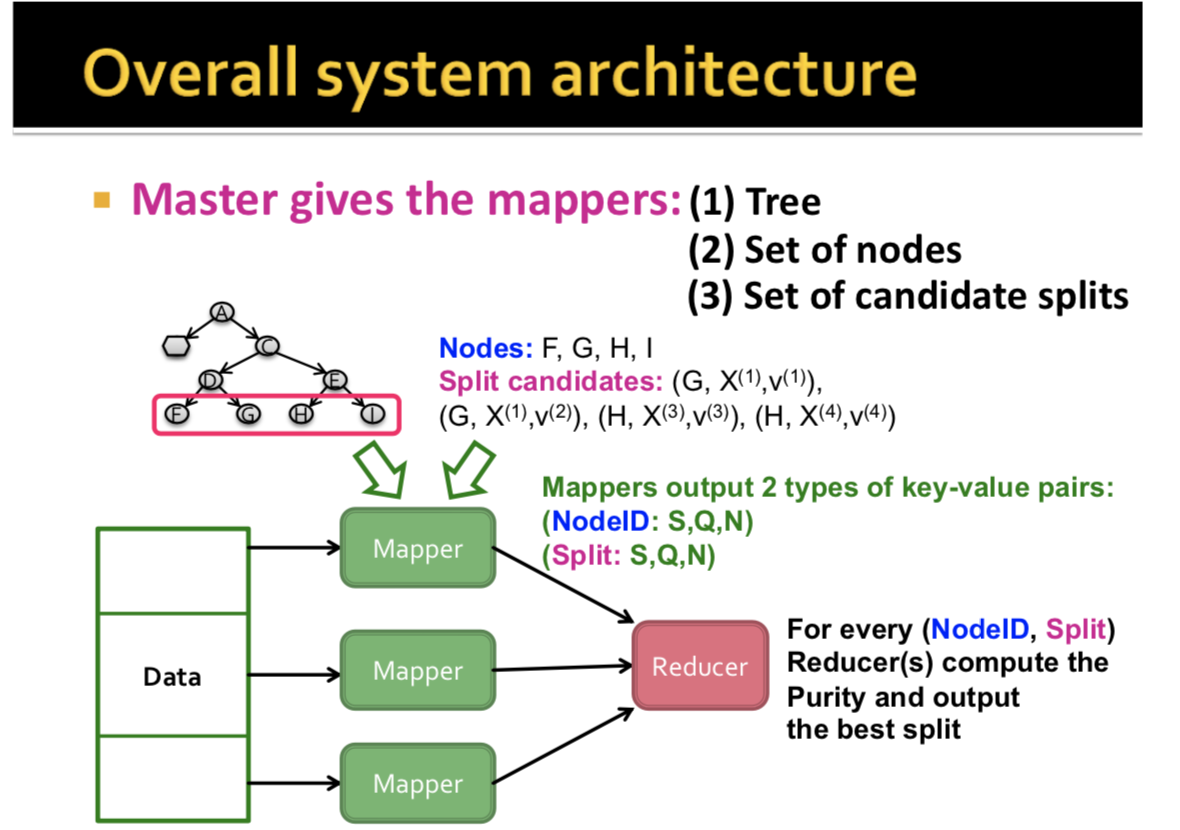 Overall system architecture
Master gives the mappers: (1) Tree
(2) Set of nodes
(3) Set of candidate splits
A
C
D
E
F
G
H
I
Nodes: F, G, H, I
Split candidates: (G, X(1),v(1)),
(G, X(1),v(2)), (H, X(3),v(3)), (H, X(4),v(4))
Mappers output 2 types of key-value pairs:
(NodeID: S,Q,N)
(Split: S,Q,N)
Data
Mapper
Mapper
Mapper
Reducer
For every (NodeID, Split)
Reducer(s) compute the
Purity and output
the best split